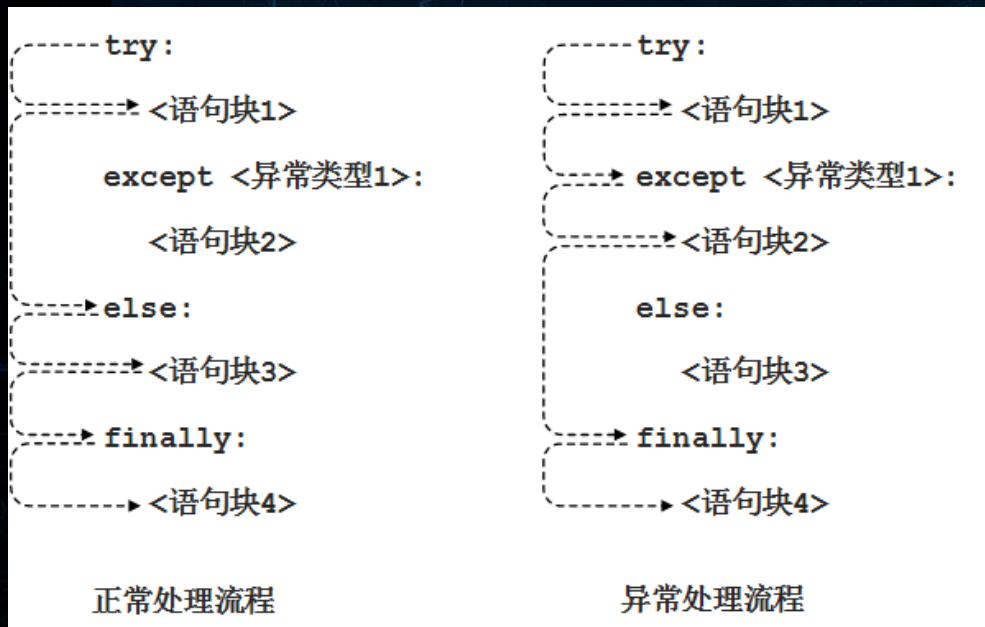 try:
<语句块1>
except <异常类型1>:
<语句块2>
else:
<语句块3>
finally:
<语句块4>
正常处理流程
try:
<语句块1>
except <异常类型1>:
<语句块2>
else:
<语句块3>
finally:
<语句块4>
异常处理流程